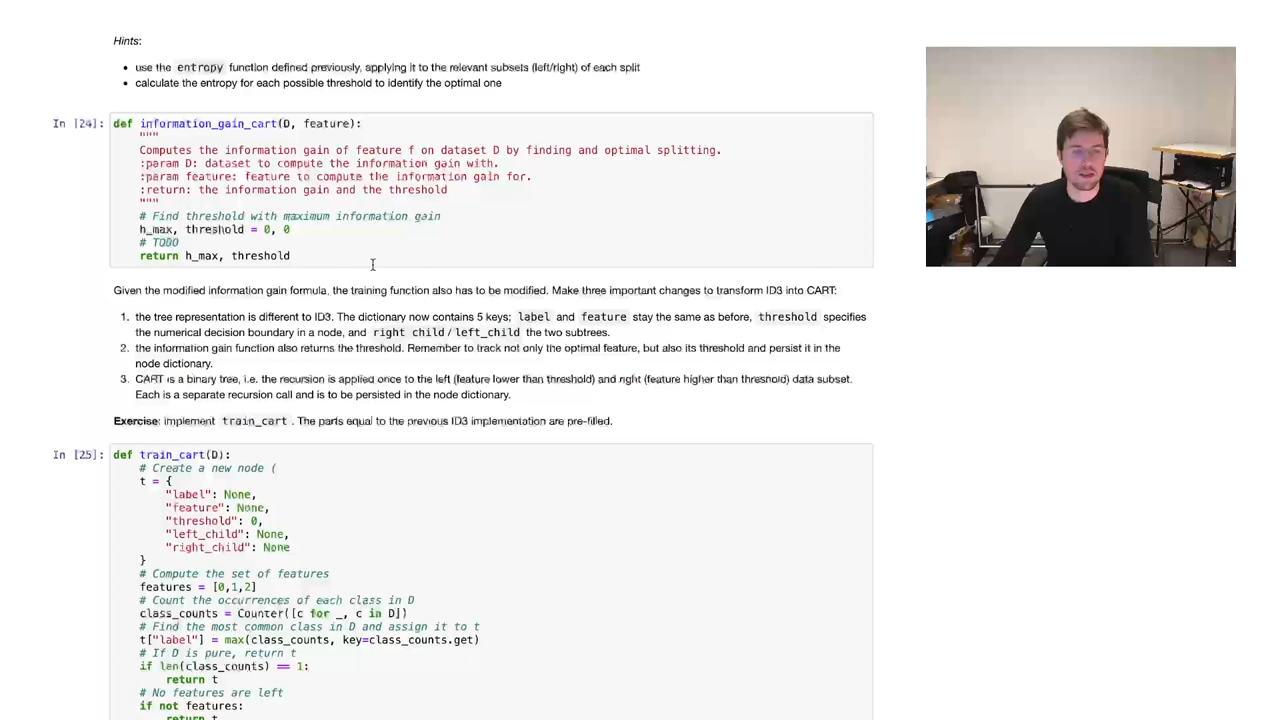 Hints:
• use the entropy function defined previously, applying it to the relevant subsets (left/right) of each split
• calculate the entropy for each possible threshold to identify the optimal one
In [24]: def information_gain_cart(D, feature):
"""
Computes the information gain of feature f on dataset D by finding and optimal splitting.
:param D: dataset to compute the information gain with.
:param feature: feature to compute the information gain for.
:return: the information gain and the threshold
"""
# Find threshold with maximum information gain
h_max, threshold = 0, 0
# TODO
return h_max, threshold
Given the modified information gain formula, the training function also has to be modified. Make three important changes to transform ID3 into CART:
1. the tree representation is different to ID3. The dictionary now contains 5 keys; label and feature stay the same as before, threshold specifies
the numerical decision boundary in a node, and right child / left_child the two subtrees.
2. the information gain function also returns the threshold. Remember to track not only the optimal feature, but also its threshold and persist it in the
node dictionary.
3. CART is a binary tree, i.e. the recursion is applied once to the left (feature lower than threshold) and right (feature higher than threshold) data subset.
Each is a separate recursion call and is to be persisted in the node dictionary.
Exercise: implement train_cart . The parts equal to the previous ID3 implementation are pre-filled.
In [25]: def train_cart(D):
# Create a new node (
t = {
"label": None,
"feature": None,
"threshold": 0,
"left_child": None,
"right_child": None
}
# Compute the set of features
features = [0,1,2]
# Count the occurrences of each class in D
class_counts = Counter([c for _, c in D])
# Find the most common class in D and assign it to t
t["label"] = max(class_counts, key=class_counts.get)
# If D is pure, return t
if len(class_counts) == 1:
return t
# No features are left
if not features:
return t